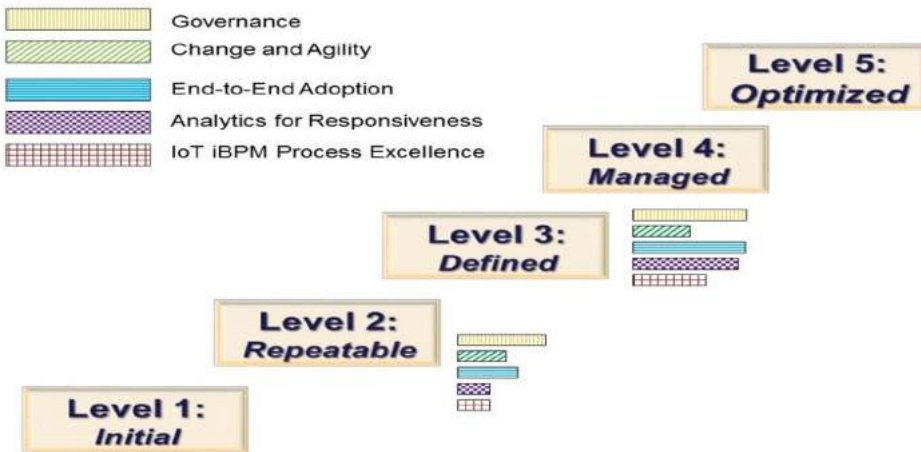 Governance
Change and Agility
End-to-End Adoption
Analytics for Responsiveness
IoT iBPM Process Excellence
Level 5:
Optimized
Level 4:
Managed
Level 3:
Defined
Level 2:
Repeatable
Level 1:
Initial